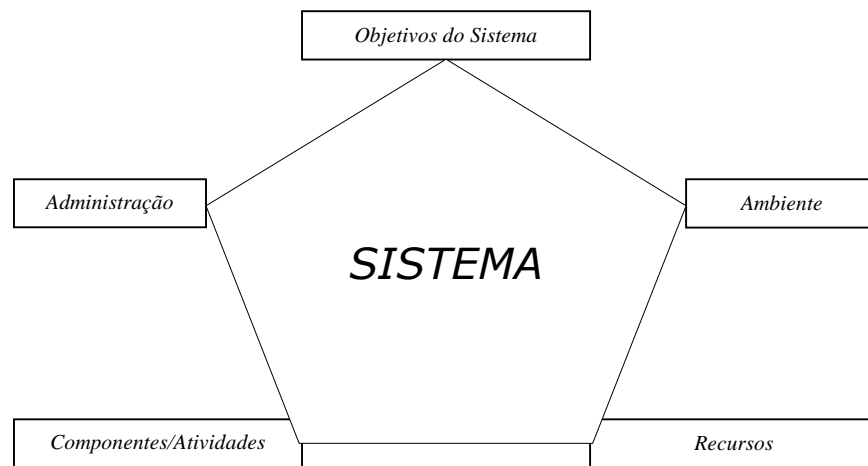 Objetivos do Sistema
Administração
Ambiente
SISTEMA
Componentes/Atividades
Recursos